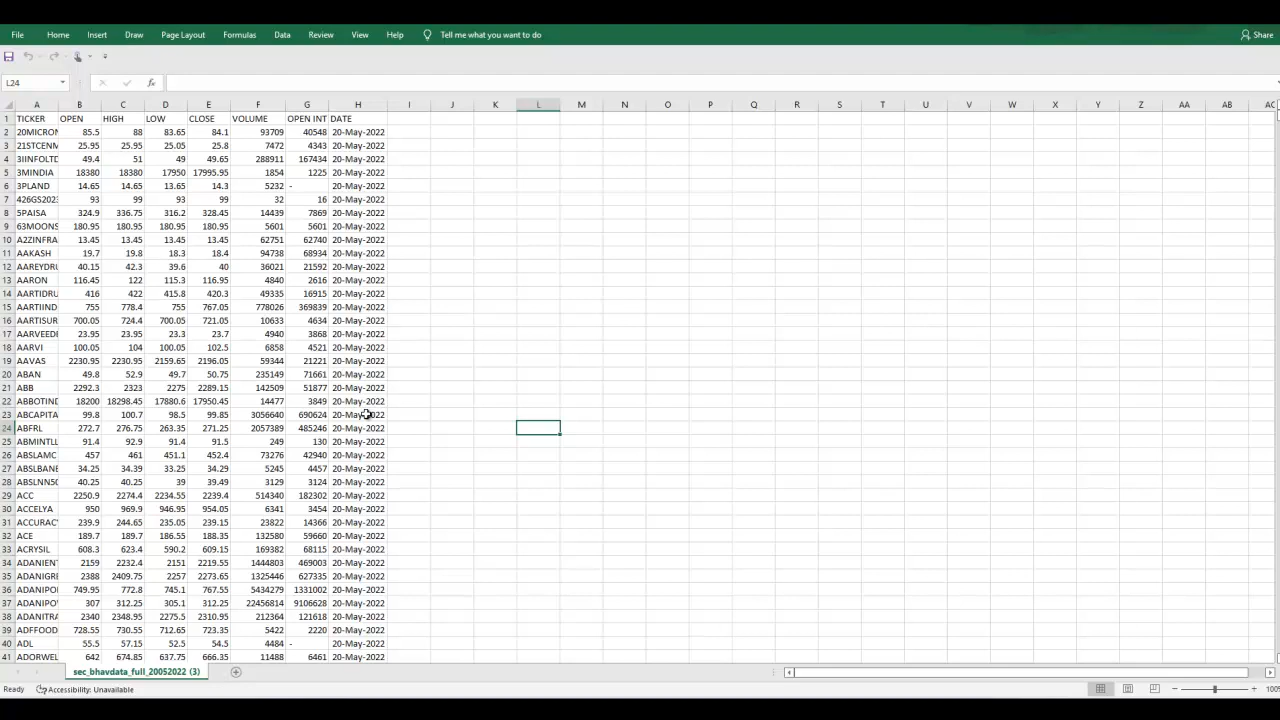 File Home Insert Draw Page Layout Formulas Data Review View Help Tell me what you want to do Share
L24
A B C D E F G H I J K L M N O P Q R S T U V W X Y Z AA AB AC
1 TICKER OPEN HIGH LOW CLOSE VOLUME OPEN INT DATE
2 20MICRON 85.5 88 83.65 84.1 93709 40548 20-May-2022
3 21STCENM 25.95 25.95 25.05 25.8 7472 4343 20-May-2022
4 3IINFOLTD 49.4 51 49 49.65 288911 167434 20-May-2022
5 3MINDIA 18380 18380 17950 17995.95 1854 1225 20-May-2022
6 3PLAND 14.65 14.65 13.65 14.3 5232 - 20-May-2022
7 426GS2023 93 99 93 99 32 16 20-May-2022
8 5PAISA 324.9 336.75 316.2 328.45 14439 7869 20-May-2022
9 63MOONS 180.95 180.95 180.95 180.95 5601 5601 20-May-2022
10 A2ZINFRA 13.45 13.45 13.45 13.45 62751 62740 20-May-2022
11 AAKASH 19.7 19.8 18.3 18.4 94738 68934 20-May-2022
12 AAREYDRU 40.15 42.3 39.6 40 36021 21592 20-May-2022
13 AARON 116.45 122 115.3 116.95 4840 2616 20-May-2022
14 AARTIDRU 416 422 415.8 420.3 49335 16915 20-May-2022
15 AARTIIND 755 778.4 755 767.05 778026 369839 20-May-2022
16 AARTISUR 700.05 724.4 700.05 721.05 10633 4634 20-May-2022
17 AARVEEDE 23.95 23.95 23.3 23.7 4940 3868 20-May-2022
18 AARVI 100.05 104 100.05 102.5 6858 4521 20-May-2022
19 AAVAS 2230.95 2230.95 2159.65 2196.05 59344 21221 20-May-2022
20 ABAN 49.8 52.9 49.7 50.75 235149 71661 20-May-2022
21 ABB 2292.3 2323 2275 2289.15 142509 51877 20-May-2022
22 ABBOTIND 18200 18298.45 17880.6 17950.45 14477 3849 20-May-2022
23 ABCAPITA 99.8 100.7 98.5 99.85 3056640 690624 20-May-2022
24 ABFRL 272.7 276.75 263.35 271.25 2057389 485246 20-May-2022
25 ABMINTLL 91.4 92.9 91.4 91.5 249 130 20-May-2022
26 ABSLAMC 457 461 451.1 452.4 73276 42940 20-May-2022
27 ABSLBANE 34.25 34.39 33.25 34.29 5245 4457 20-May-2022
28 ABSLNN50 40.25 40.25 39 39.49 3129 3124 20-May-2022
29 ACC 2250.9 2274.4 2234.55 2239.4 514340 182302 20-May-2022
30 ACCELYA 950 969.9 946.95 954.05 6341 3454 20-May-2022
31 ACCURACY 239.9 244.65 235.05 239.15 23822 14366 20-May-2022
32 ACE 189.7 189.7 186.55 188.35 132580 59660 20-May-2022
33 ACRYSIL 608.3 623.4 590.2 609.15 169382 68115 20-May-2022
34 ADANIENT 2159 2232.4 2151 2219.55 1444803 469003 20-May-2022
35 ADANIGRE 2388 2409.75 2257 2273.65 1325446 627335 20-May-2022
36 ADANIPO 749.95 772.8 745.1 767.55 5434279 1331002 20-May-2022
37 ADANIPOV 307 312.25 305.1 312.25 22456814 9106628 20-May-2022
38 ADANITRA 2340 2348.95 2275.5 2310.95 212364 121618 20-May-2022
39 ADFFOOD 728.55 730.55 712.65 723.35 5422 2220 20-May-2022
40 ADL 55.5 57.15 52.5 54.5 4484 - 20-May-2022
41 ADORWEL 642 674.85 637.75 666.35 11488 6461 20-May-2022
sec_bhavdata_full_20052022 (3)
Ready Accessibility: Unavailable 100%